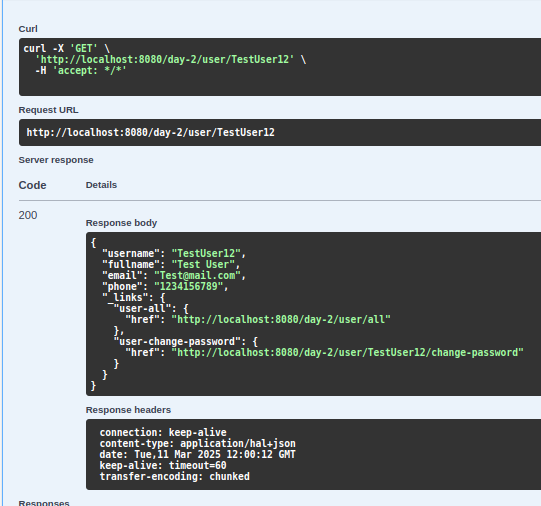 Curl
curl -X 'GET' \
'http://localhost:8080/day-2/user/TestUser12' \
-H 'accept: */*'
Request URL
http://localhost:8080/day-2/user/TestUser12
Server response
Code Details
200
Response body
{
"username": "TestUser12",
"fullname": "Test User",
"email": "Test@mail.com",
"phone": "1234156789",
"_links": {
"user-all": {
"href": "http://localhost:8080/day-2/user/all"
},
"user-change-password": {
"href": "http://localhost:8080/day-2/user/TestUser12/change-password"
}
}
}
Response headers
connection: keep-alive
content-type: application/hal+json
date: Tue,11 Mar 2025 12:00:12 GMT
keep-alive: timeout=60
transfer-encoding: chunked
Responses